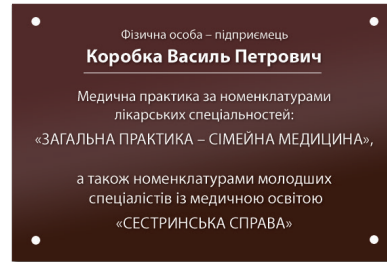 Фізична особа – підприємець
Коробка Василь Петрович
Медична практика за номенклатурами
лікарських спеціальностей:
«ЗАГАЛЬНА ПРАКТИКА – СІМЕЙНА МЕДИЦИНА»,
а також номенклатурами молодших
спеціалістів із медичною освітою
«СЕСТРИНСЬКА СПРАВА»